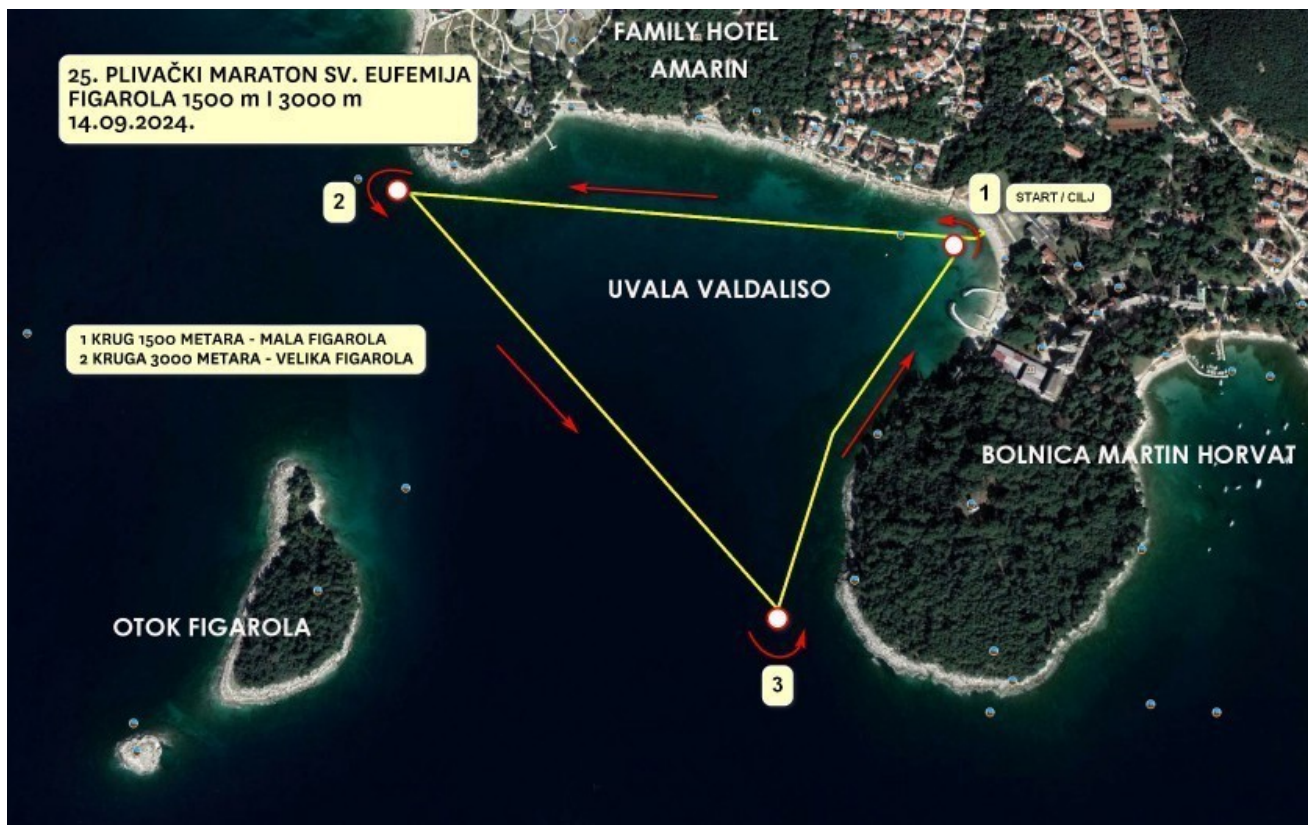 FAMILY HOTEL
AMARIN
25. PLIVAČKI MARATON SV. EUFEMIJA
FIGAROLA 1500 m I 3000 m
14.09.2024.
2
1
START / CILJ
UVALA VALDALISO
1 KRUG 1500 METARA - MALA FIGAROLA
2 KRUGA 3000 METARA - VELIKA FIGAROLA
BOLNICA MARTIN HORVAT
OTOK FIGAROLA
3